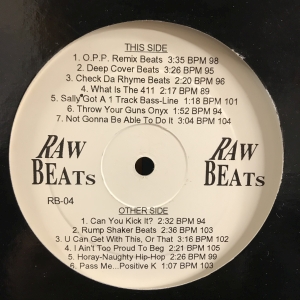 THIS SIDE
1. O.P.P. Remix Beats 3:35 BPM 98
2. Deep Cover Beats 3:26 BPM 95
3. Check Da Rhyme Beats 2:20 BPM 96
4. What Is The 411 2:17 BPM 89
5. Sally Got A 1 Track Bass-Line 1:18 BPM 101
6. Throw Your Guns Onyx 1:52 BPM 94
7. Not Gonna Be Able To Do it 3:04 BPM 104
RAW BEATS
RAW BEATS
RB-04
OTHER SIDE
1. Can You Kick It? 2:32 BPM 94
2. Rump Shaker Beats 2:38 BPM 103
3. U Can Get With This, Or That 3:16 BPM 102
4. I Ain't Too Proud To Beg 2:21 BPM 102
5. Horay-Naughty Hip-Hop 2:35 BPM 101
6. Pass Me...Positive K 1:07 BPM 103